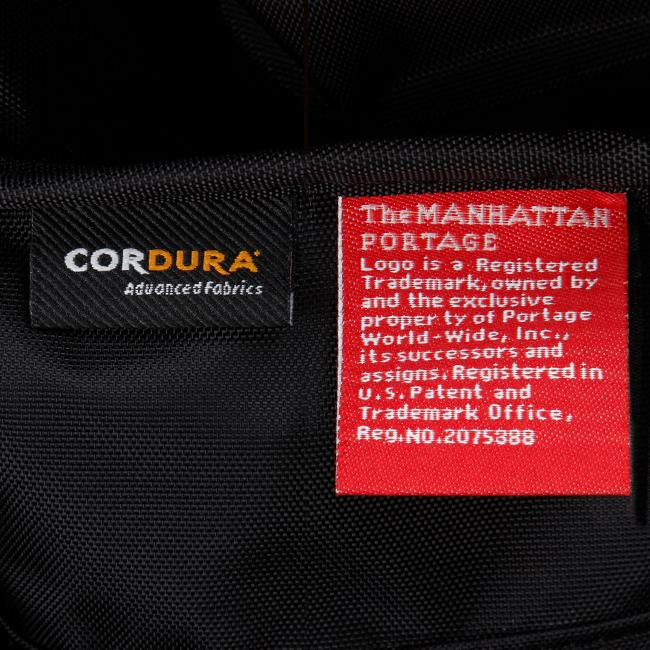 CORDURA
Advanced Fabrics
The MANHATTAN
PORTAGE
Logo is a Registered
Trademark, owned by
and the exclusive
property of Portage
World-Wide, Inc.,
its successors and
assigns. Registered in
U.S. Patent and
Trademark Office,
Reg. NO. 2075388